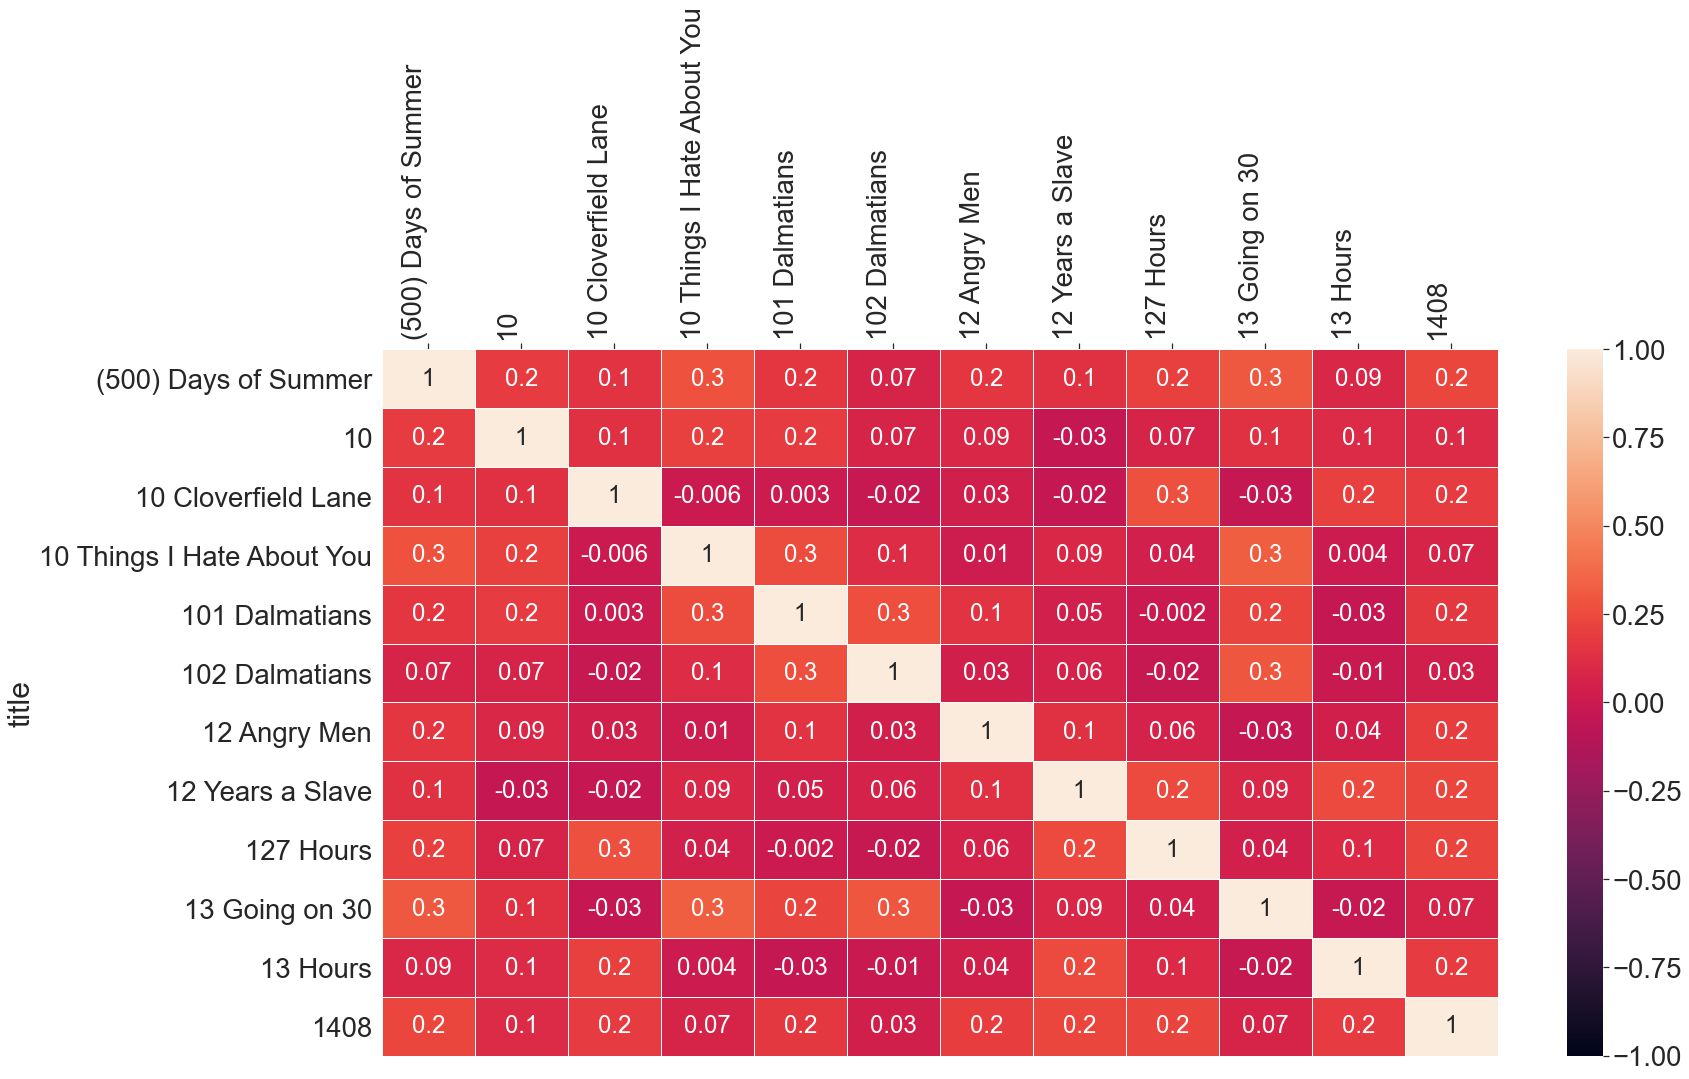 (500) Days of Summer
10
10 Cloverfield Lane
10 Things I Hate About You
101 Dalmatians
102 Dalmatians
12 Angry Men
12 Years a Slave
127 Hours
13 Going on 30
13 Hours
1408
title
(500) Days of Summer 1 0.2 0.1 0.3 0.2 0.07 0.2 0.1 0.2 0.3 0.09 0.2
10 0.2 1 0.1 0.2 0.2 0.07 0.09 -0.03 0.07 0.1 0.1 0.1
10 Cloverfield Lane 0.1 0.1 1 -0.006 0.003 -0.02 0.03 -0.02 0.3 -0.03 0.2 0.2
10 Things I Hate About You 0.3 0.2 -0.006 1 0.3 0.1 0.01 0.09 0.04 0.3 0.004 0.07
101 Dalmatians 0.2 0.2 0.003 0.3 1 0.3 0.1 0.05 -0.002 0.2 -0.03 0.2
102 Dalmatians 0.07 0.07 -0.02 0.1 0.3 1 0.03 0.06 -0.02 0.3 -0.01 0.03
12 Angry Men 0.2 0.09 0.03 0.01 0.1 0.03 1 0.1 0.06 -0.03 0.04 0.2
12 Years a Slave 0.1 -0.03 -0.02 0.09 0.05 0.06 0.1 1 0.2 0.09 0.2 0.2
127 Hours 0.2 0.07 0.3 0.04 -0.002 -0.02 0.06 0.2 1 0.04 0.1 0.2
13 Going on 30 0.3 0.1 -0.03 0.3 0.2 0.3 -0.03 0.09 0.04 1 -0.02 0.07
13 Hours 0.09 0.1 0.2 0.004 -0.03 -0.01 0.04 0.2 0.1 -0.02 1 0.2
1408 0.2 0.1 0.2 0.07 0.2 0.03 0.2 0.2 0.2 0.07 0.2 1
1.00
0.75
0.50
0.25
0.00
−0.25
−0.50
−0.75
−1.00